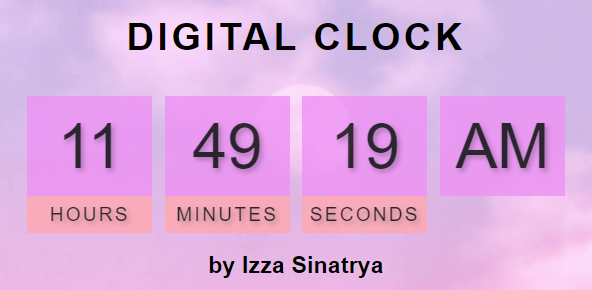 DIGITAL CLOCK
11 49 19 AM
HOURS MINUTES SECONDS
by Izza Sinatrya